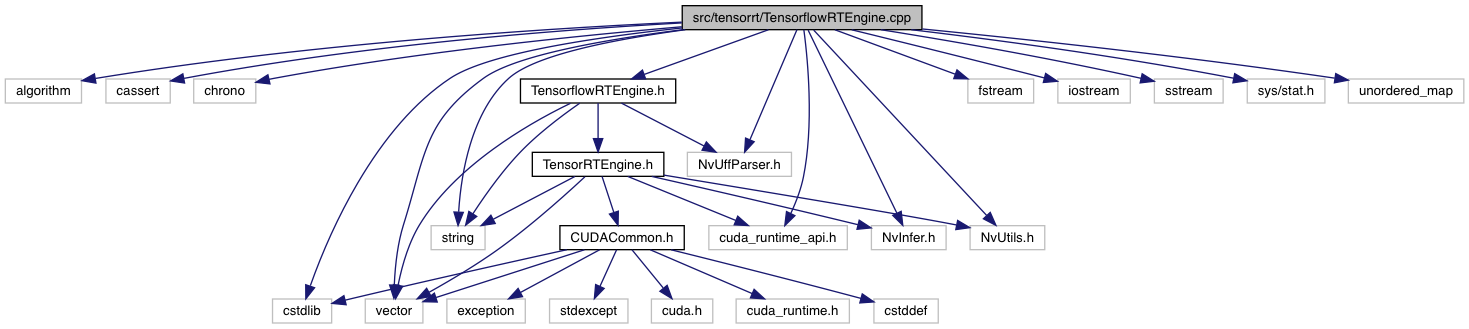 src/tensorrt/TensorflowRTEngine.cpp
algorithm
cassert
chrono
TensorflowRTEngine.h
fstream
iostream
sstream
sys/stat.h
unordered_map
TensorRTEngine.h
NvUffParser.h
string
CUDACommon.h
cuda_runtime_api.h
NvInfer.h
NvUtils.h
cstdlib
vector
exception
stdexcept
cuda.h
cuda_runtime.h
cstddef